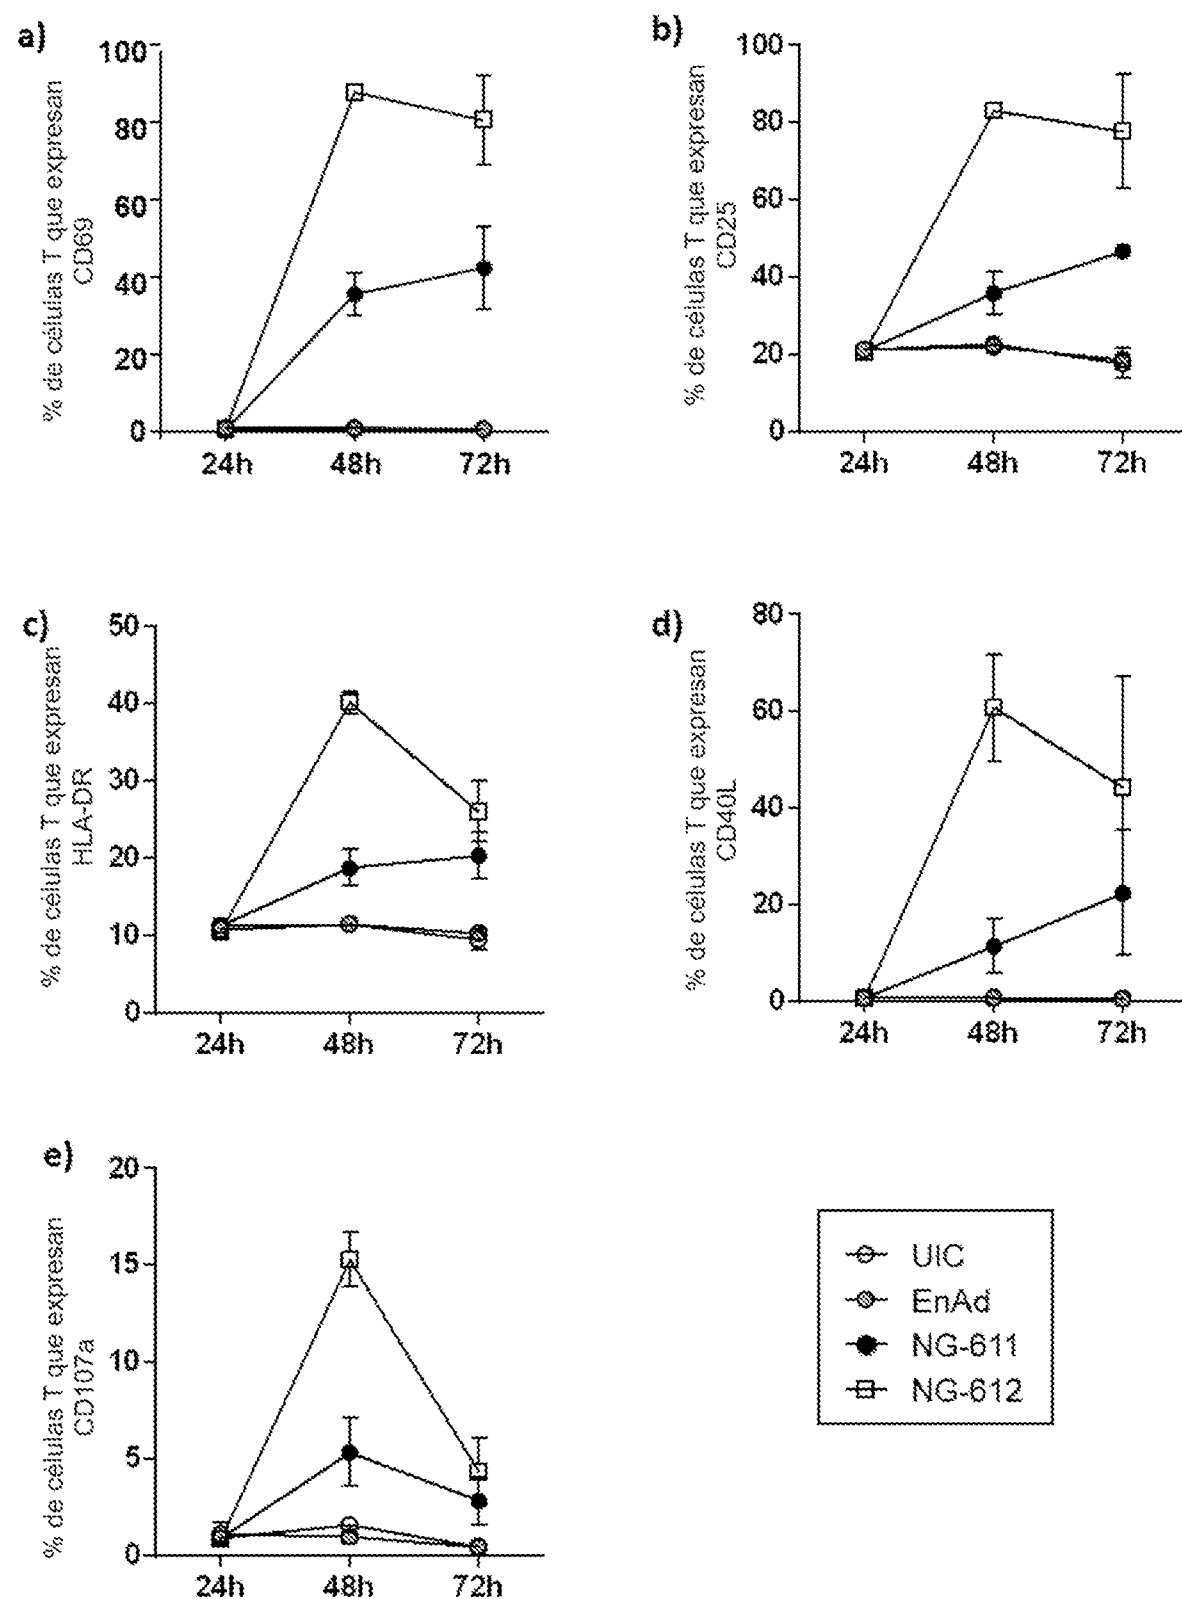 a)
% de células T que expresan
CD69
100
80
60
40
20
0
24h 48h 72h
b)
% de células T que expresan
CD25
100
80
60
40
20
0
24h 48h 72h
c)
% de células T que expresan
HLA-DR
50
40
30
20
10
0
24h 48h 72h
d)
% de células T que expresan
CD40L
80
60
40
20
0
24h 48h 72h
e)
% de células T que expresan
CD107a
20
15
10
5
0
24h 48h 72h
UIC
EnAd
NG-611
NG-612